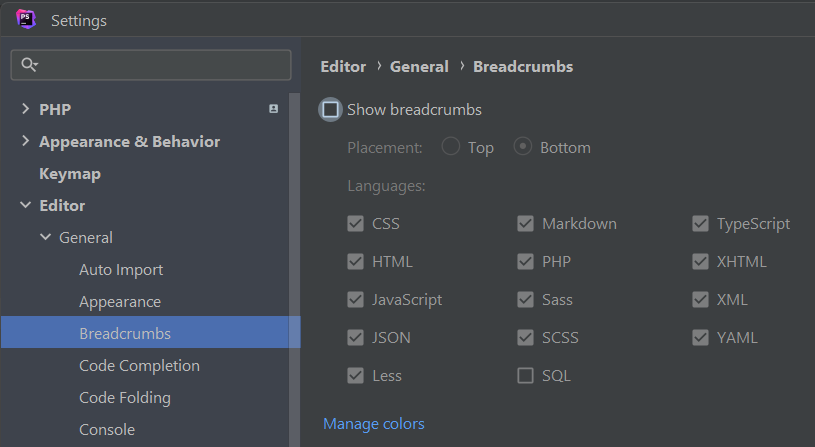 PS
Settings
PHP
Appearance & Behavior
Keymap
Editor
General
Auto Import
Appearance
Breadcrumbs
Code Completion
Code Folding
Console
Editor › General › Breadcrumbs
Show breadcrumbs
Placement: Top Bottom
Languages:
CSS Markdown TypeScript
HTML PHP XHTML
JavaScript Sass XML
JSON SCSS YAML
Less SQL
Manage colors